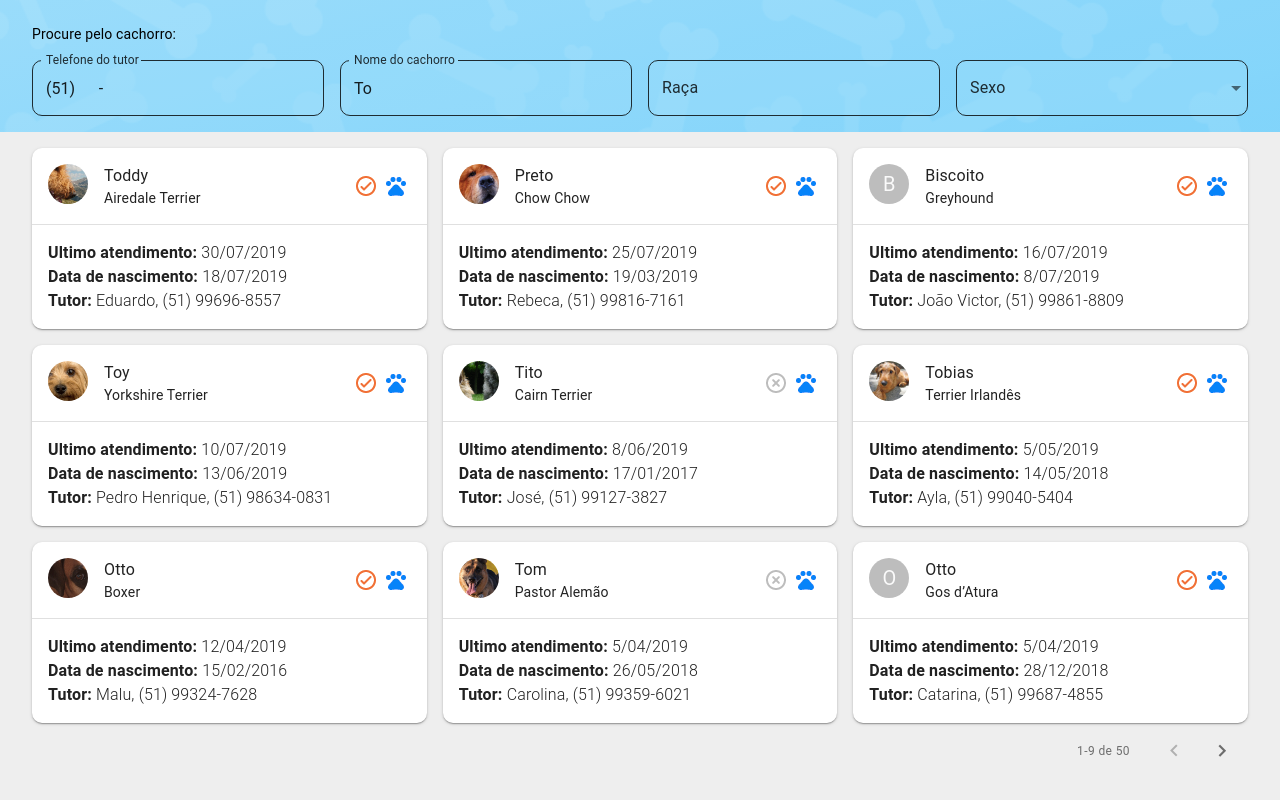 Procure pelo cachorro:
Telefone do tutor
(51)     -
Nome do cachorro
To
Raça
Sexo
Toddy
Airedale Terrier
Ultimo atendimento: 30/07/2019
Data de nascimento: 18/07/2019
Tutor: Eduardo, (51) 99696-8557
Preto
Chow Chow
Ultimo atendimento: 25/07/2019
Data de nascimento: 19/03/2019
Tutor: Rebeca, (51) 99816-7161
B
Biscoito
Greyhound
Ultimo atendimento: 16/07/2019
Data de nascimento: 8/07/2019
Tutor: João Victor, (51) 99861-8809
Toy
Yorkshire Terrier
Ultimo atendimento: 10/07/2019
Data de nascimento: 13/06/2019
Tutor: Pedro Henrique, (51) 98634-0831
Tito
Cairn Terrier
Ultimo atendimento: 8/06/2019
Data de nascimento: 17/01/2017
Tutor: José, (51) 99127-3827
Tobias
Terrier Irlandês
Ultimo atendimento: 5/05/2019
Data de nascimento: 14/05/2018
Tutor: Ayla, (51) 99040-5404
Otto
Boxer
Ultimo atendimento: 12/04/2019
Data de nascimento: 15/02/2016
Tutor: Malu, (51) 99324-7628
Tom
Pastor Alemão
Ultimo atendimento: 5/04/2019
Data de nascimento: 26/05/2018
Tutor: Carolina, (51) 99359-6021
O
Otto
Gos d’Atura
Ultimo atendimento: 5/04/2019
Data de nascimento: 28/12/2018
Tutor: Catarina, (51) 99687-4855
1-9 de 50